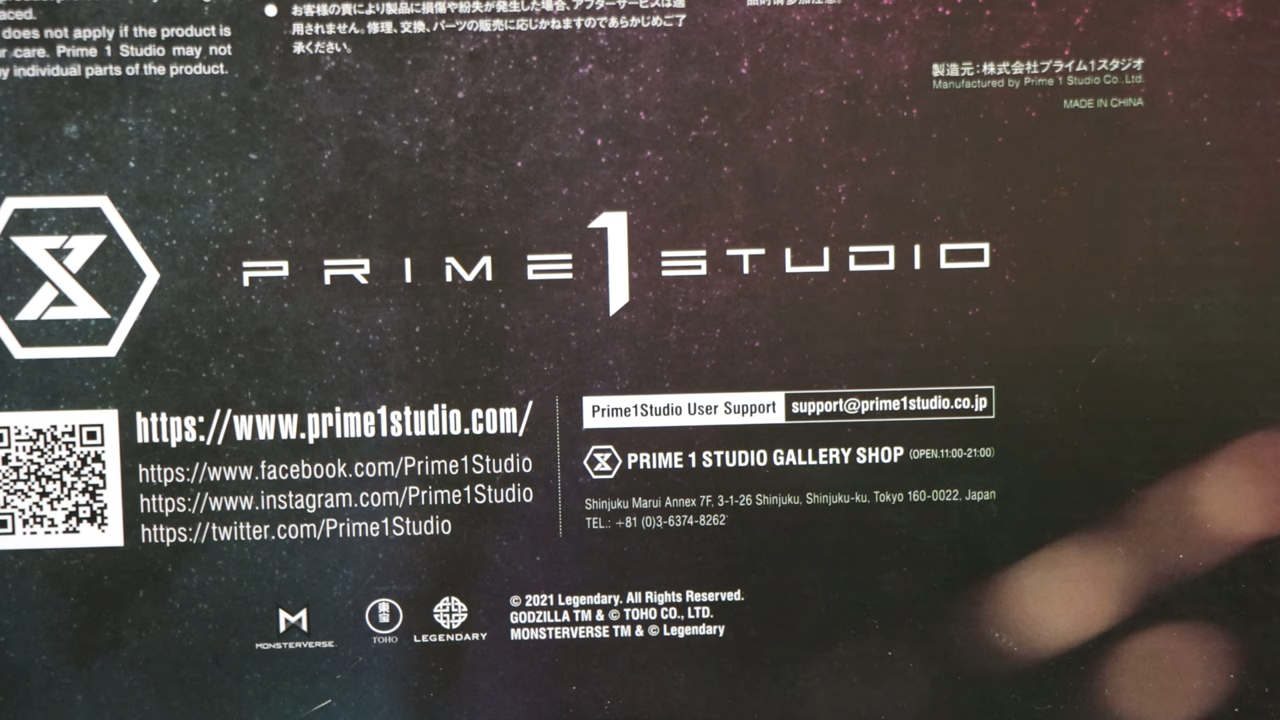 aced.
does not apply if the product is
r care. Prime 1 Studio may not
y individual parts of the product.
お客様の責により製品に損傷や紛失が発生した場合、アフターサービスは適
用されません。修理、交換、パーツの販売に応じかねますのであらかじめご了
承ください。
製造元:株式会社プライム1スタジオ
Manufactured by Prime 1 Studio Co.,Ltd.
MADE IN CHINA
PRIME 1 STUDIO
https://www.prime1studio.com/
https://www.facebook.com/Prime1Studio
https://www.instagram.com/Prime1Studio
https://twitter.com/Prime1Studio
Prime1Studio User Support support@prime1studio.co.jp
PRIME 1 STUDIO GALLERY SHOP (OPEN.11:00-21:00)
Shinjuku Marui Annex 7F, 3-1-26 Shinjuku, Shinjuku-ku, Tokyo 160-0022, Japan
TEL.: +81 (0)3-6374-8262
MONSTERVERSE
東宝
TOHO
LEGENDARY
© 2021 Legendary. All Rights Reserved.
GODZILLA TM & © TOHO CO., LTD.
MONSTERVERSE TM & © Legendary